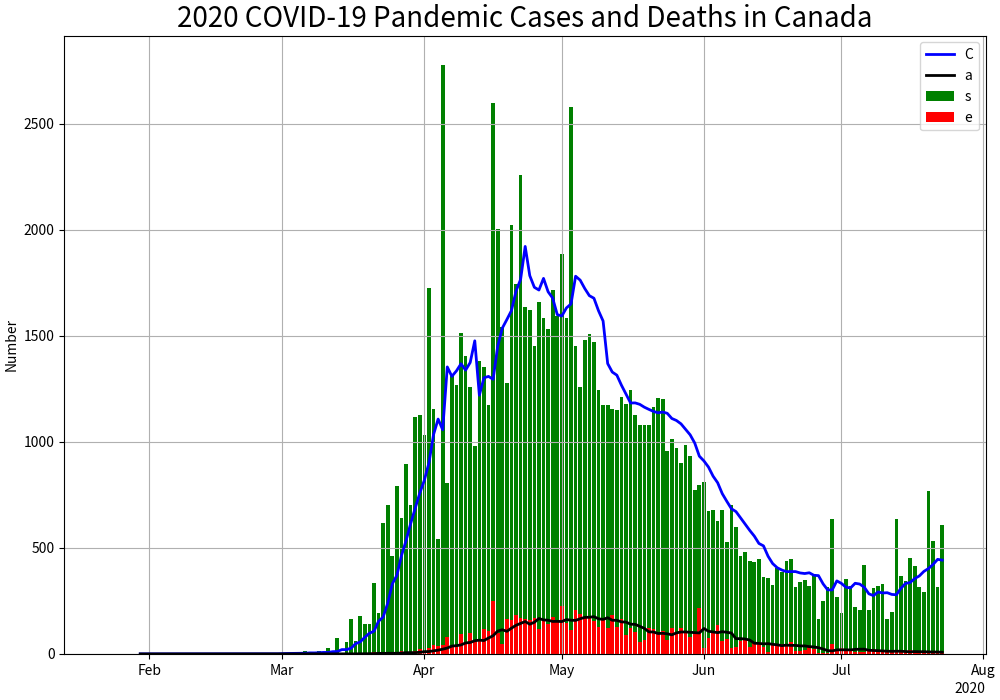 2020 COVID-19 Pandemic Cases and Deaths in Canada
C
a
s
e
2500
2000
1500
1000
500
0
Number
Feb Mar Apr May Jun Jul Aug
2020